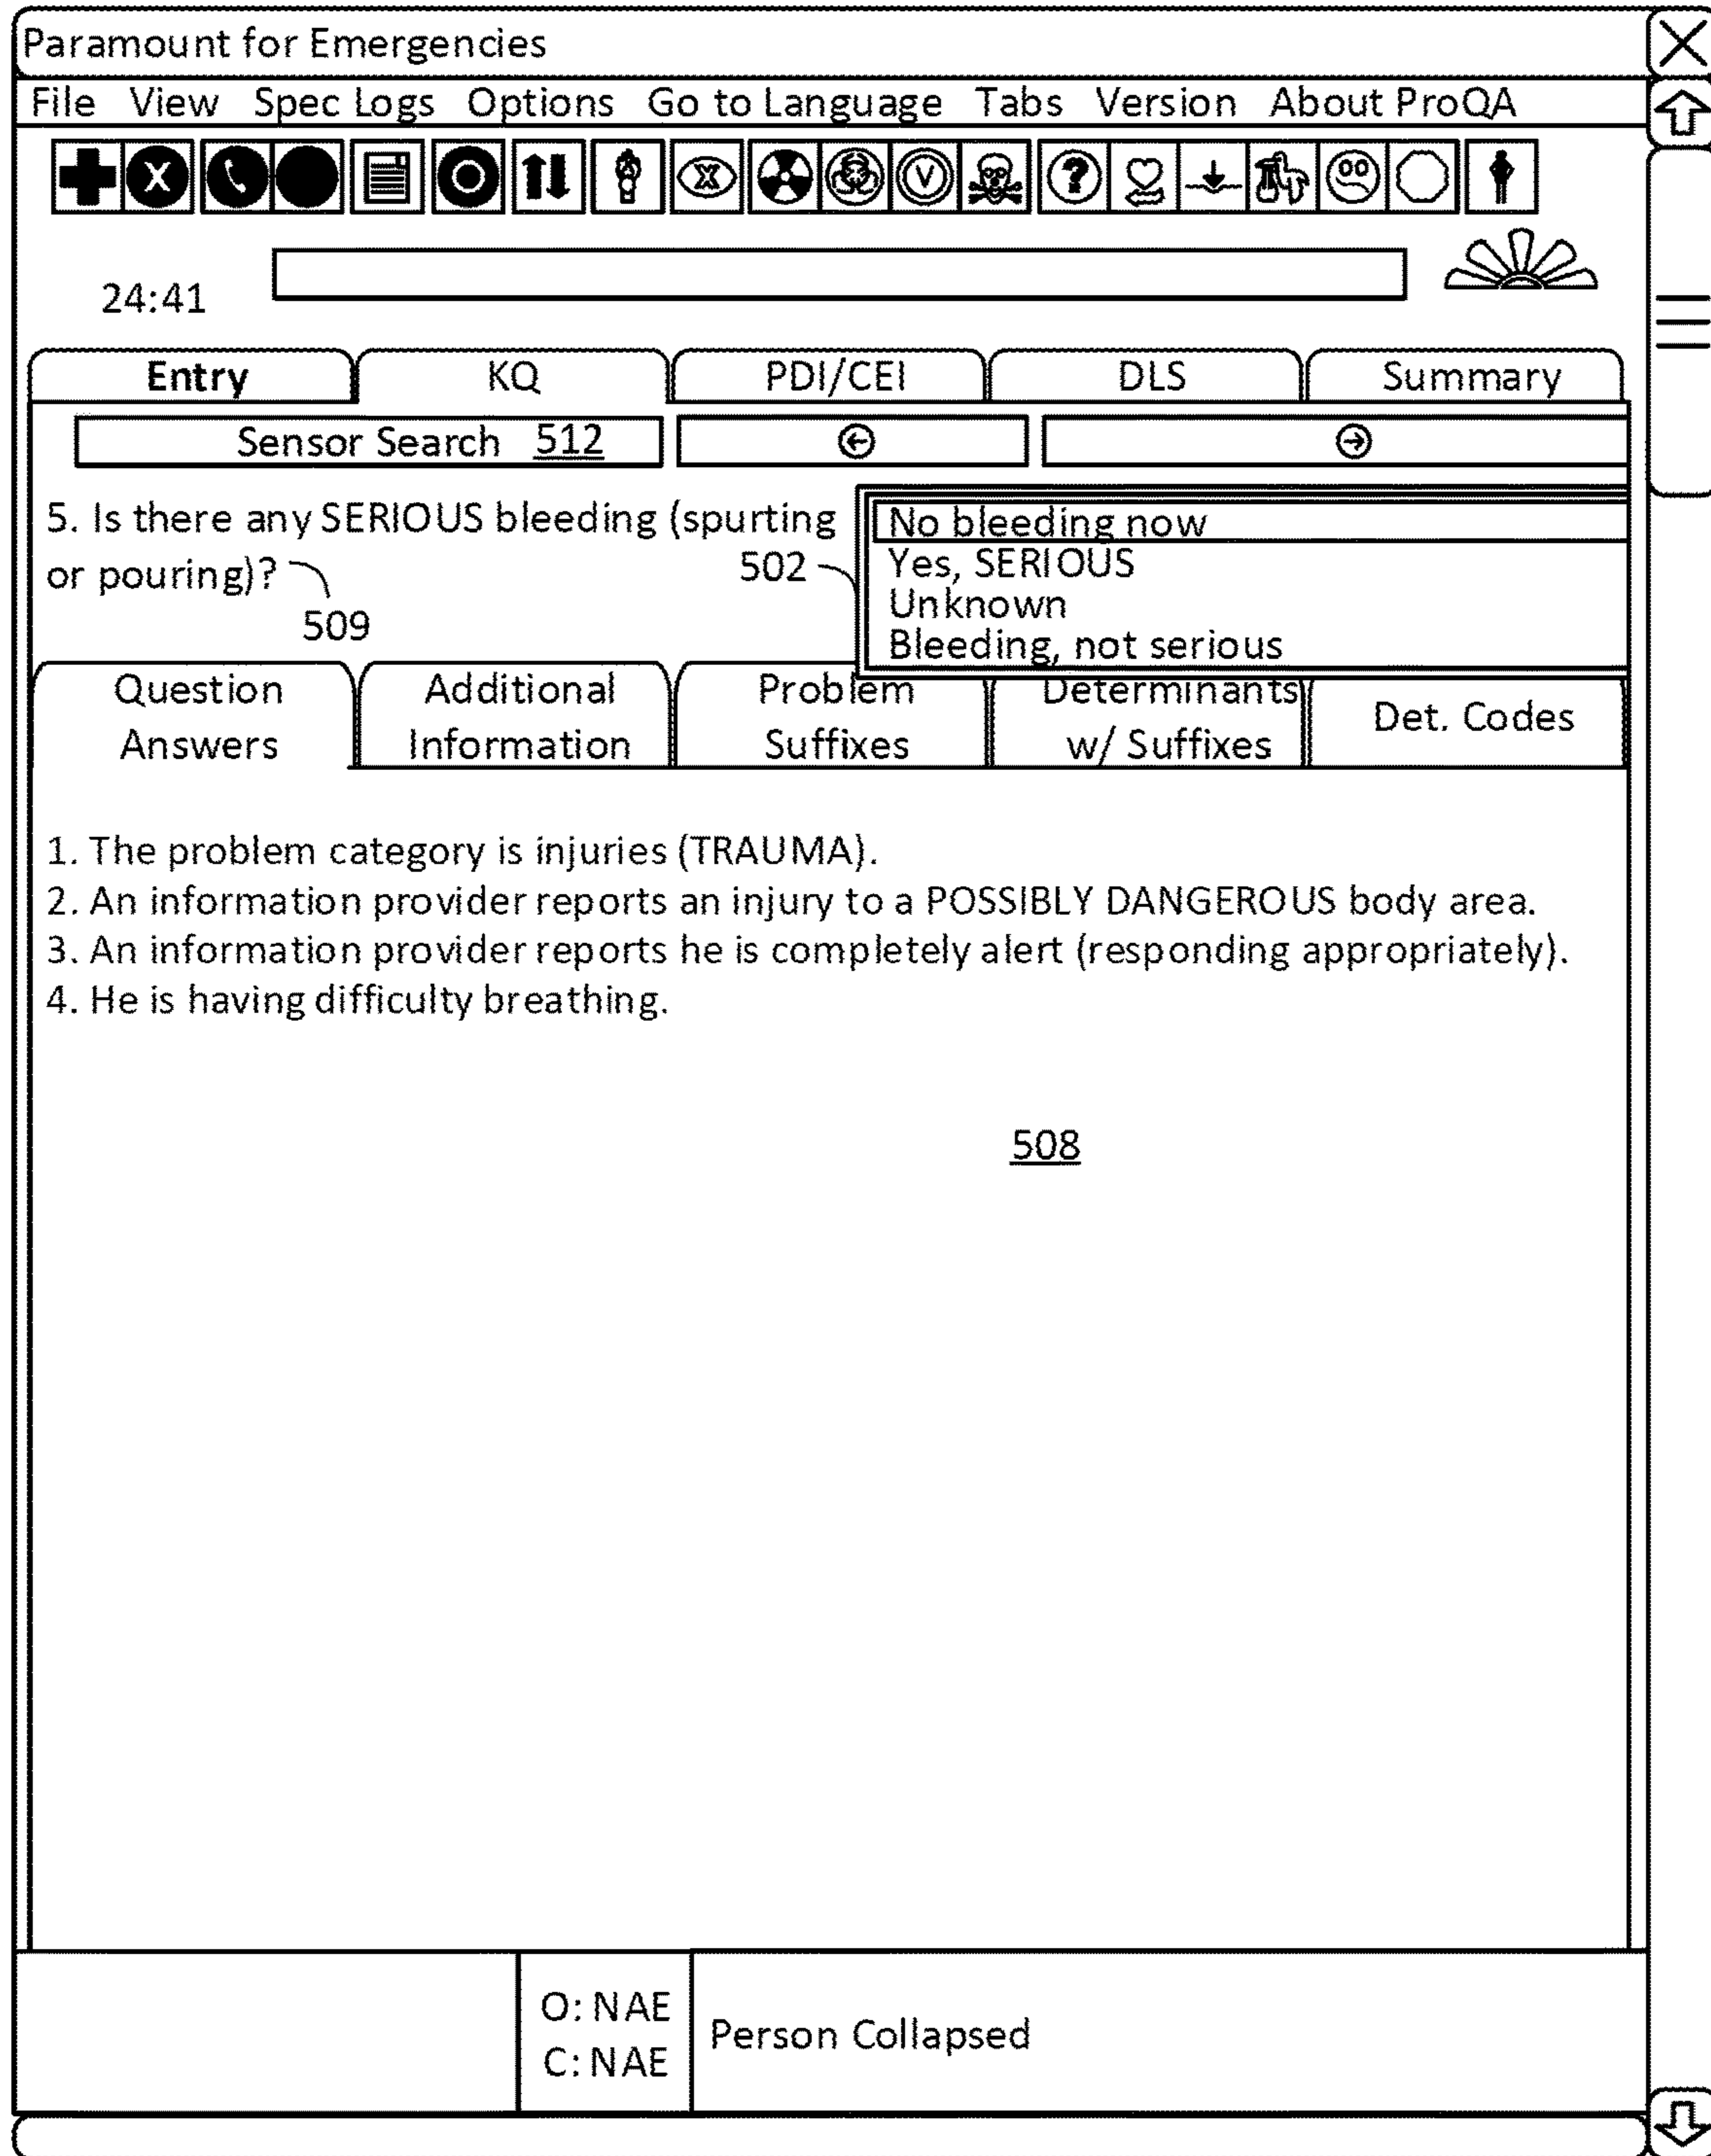 Paramount for Emergencies
File View Spec Logs Options Go to Language Tabs Version About ProQA
X
X
V
?
24:41
Entry KQ PDI/CEI DLS Summary
Sensor Search 512
5. Is there any SERIOUS bleeding (spurting
or pouring)?
509
502
No bleeding now
Yes, SERIOUS
Unknown
Bleeding, not serious
Question
Answers
Additional
Information
Problem
Suffixes
Determinants
w/ Suffixes
Det. Codes
1. The problem category is injuries (TRAUMA).
2. An information provider reports an injury to a POSSIBLY DANGEROUS body area.
3. An information provider reports he is completely alert (responding appropriately).
4. He is having difficulty breathing.
508
O: NAE
C: NAE
Person Collapsed